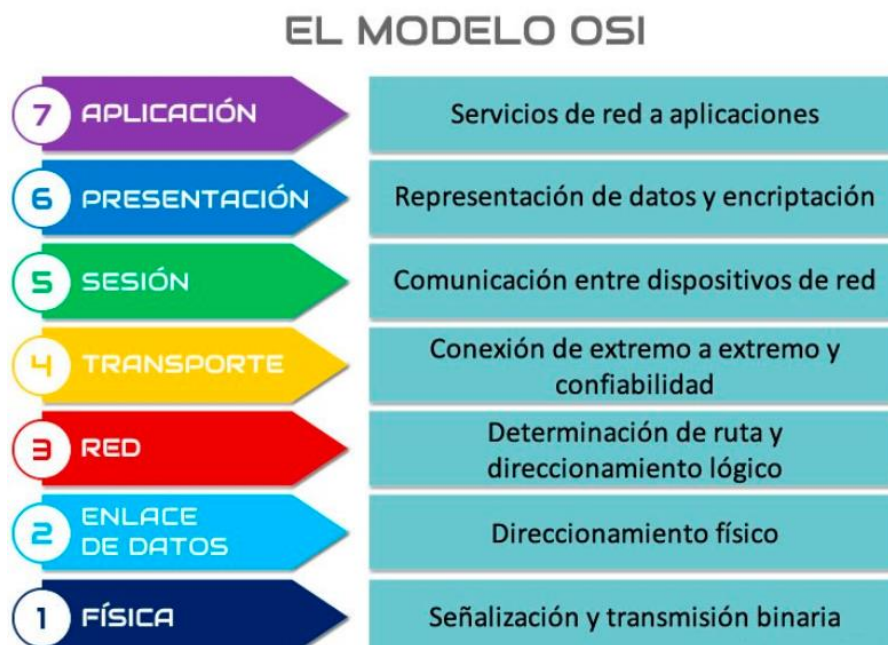 EL MODELO OSI
7 APLICACIÓN
Servicios de red a aplicaciones
6 PRESENTACIÓN
Representación de datos y encriptación
5 SESIÓN
Comunicación entre dispositivos de red
4 TRANSPORTE
Conexión de extremo a extremo y
confiabilidad
3 RED
Determinación de ruta y
direccionamiento lógico
2 ENLACE
DE DATOS
Direccionamiento físico
1 FÍSICA
Señalización y transmisión binaria